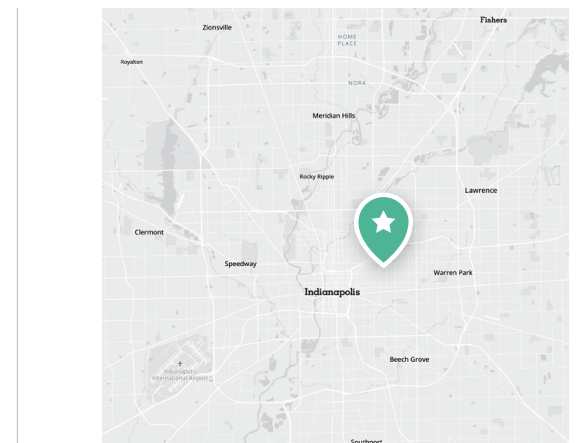 Fishers
Zionsville
HOME
PLACE
Royalton
NORA
Meridian Hills
Rocky Ripple
Lawrence
Clermont
Speedway
Warren Park
Indianapolis
Beech Grove
Indianapolis
International Airport
Southport